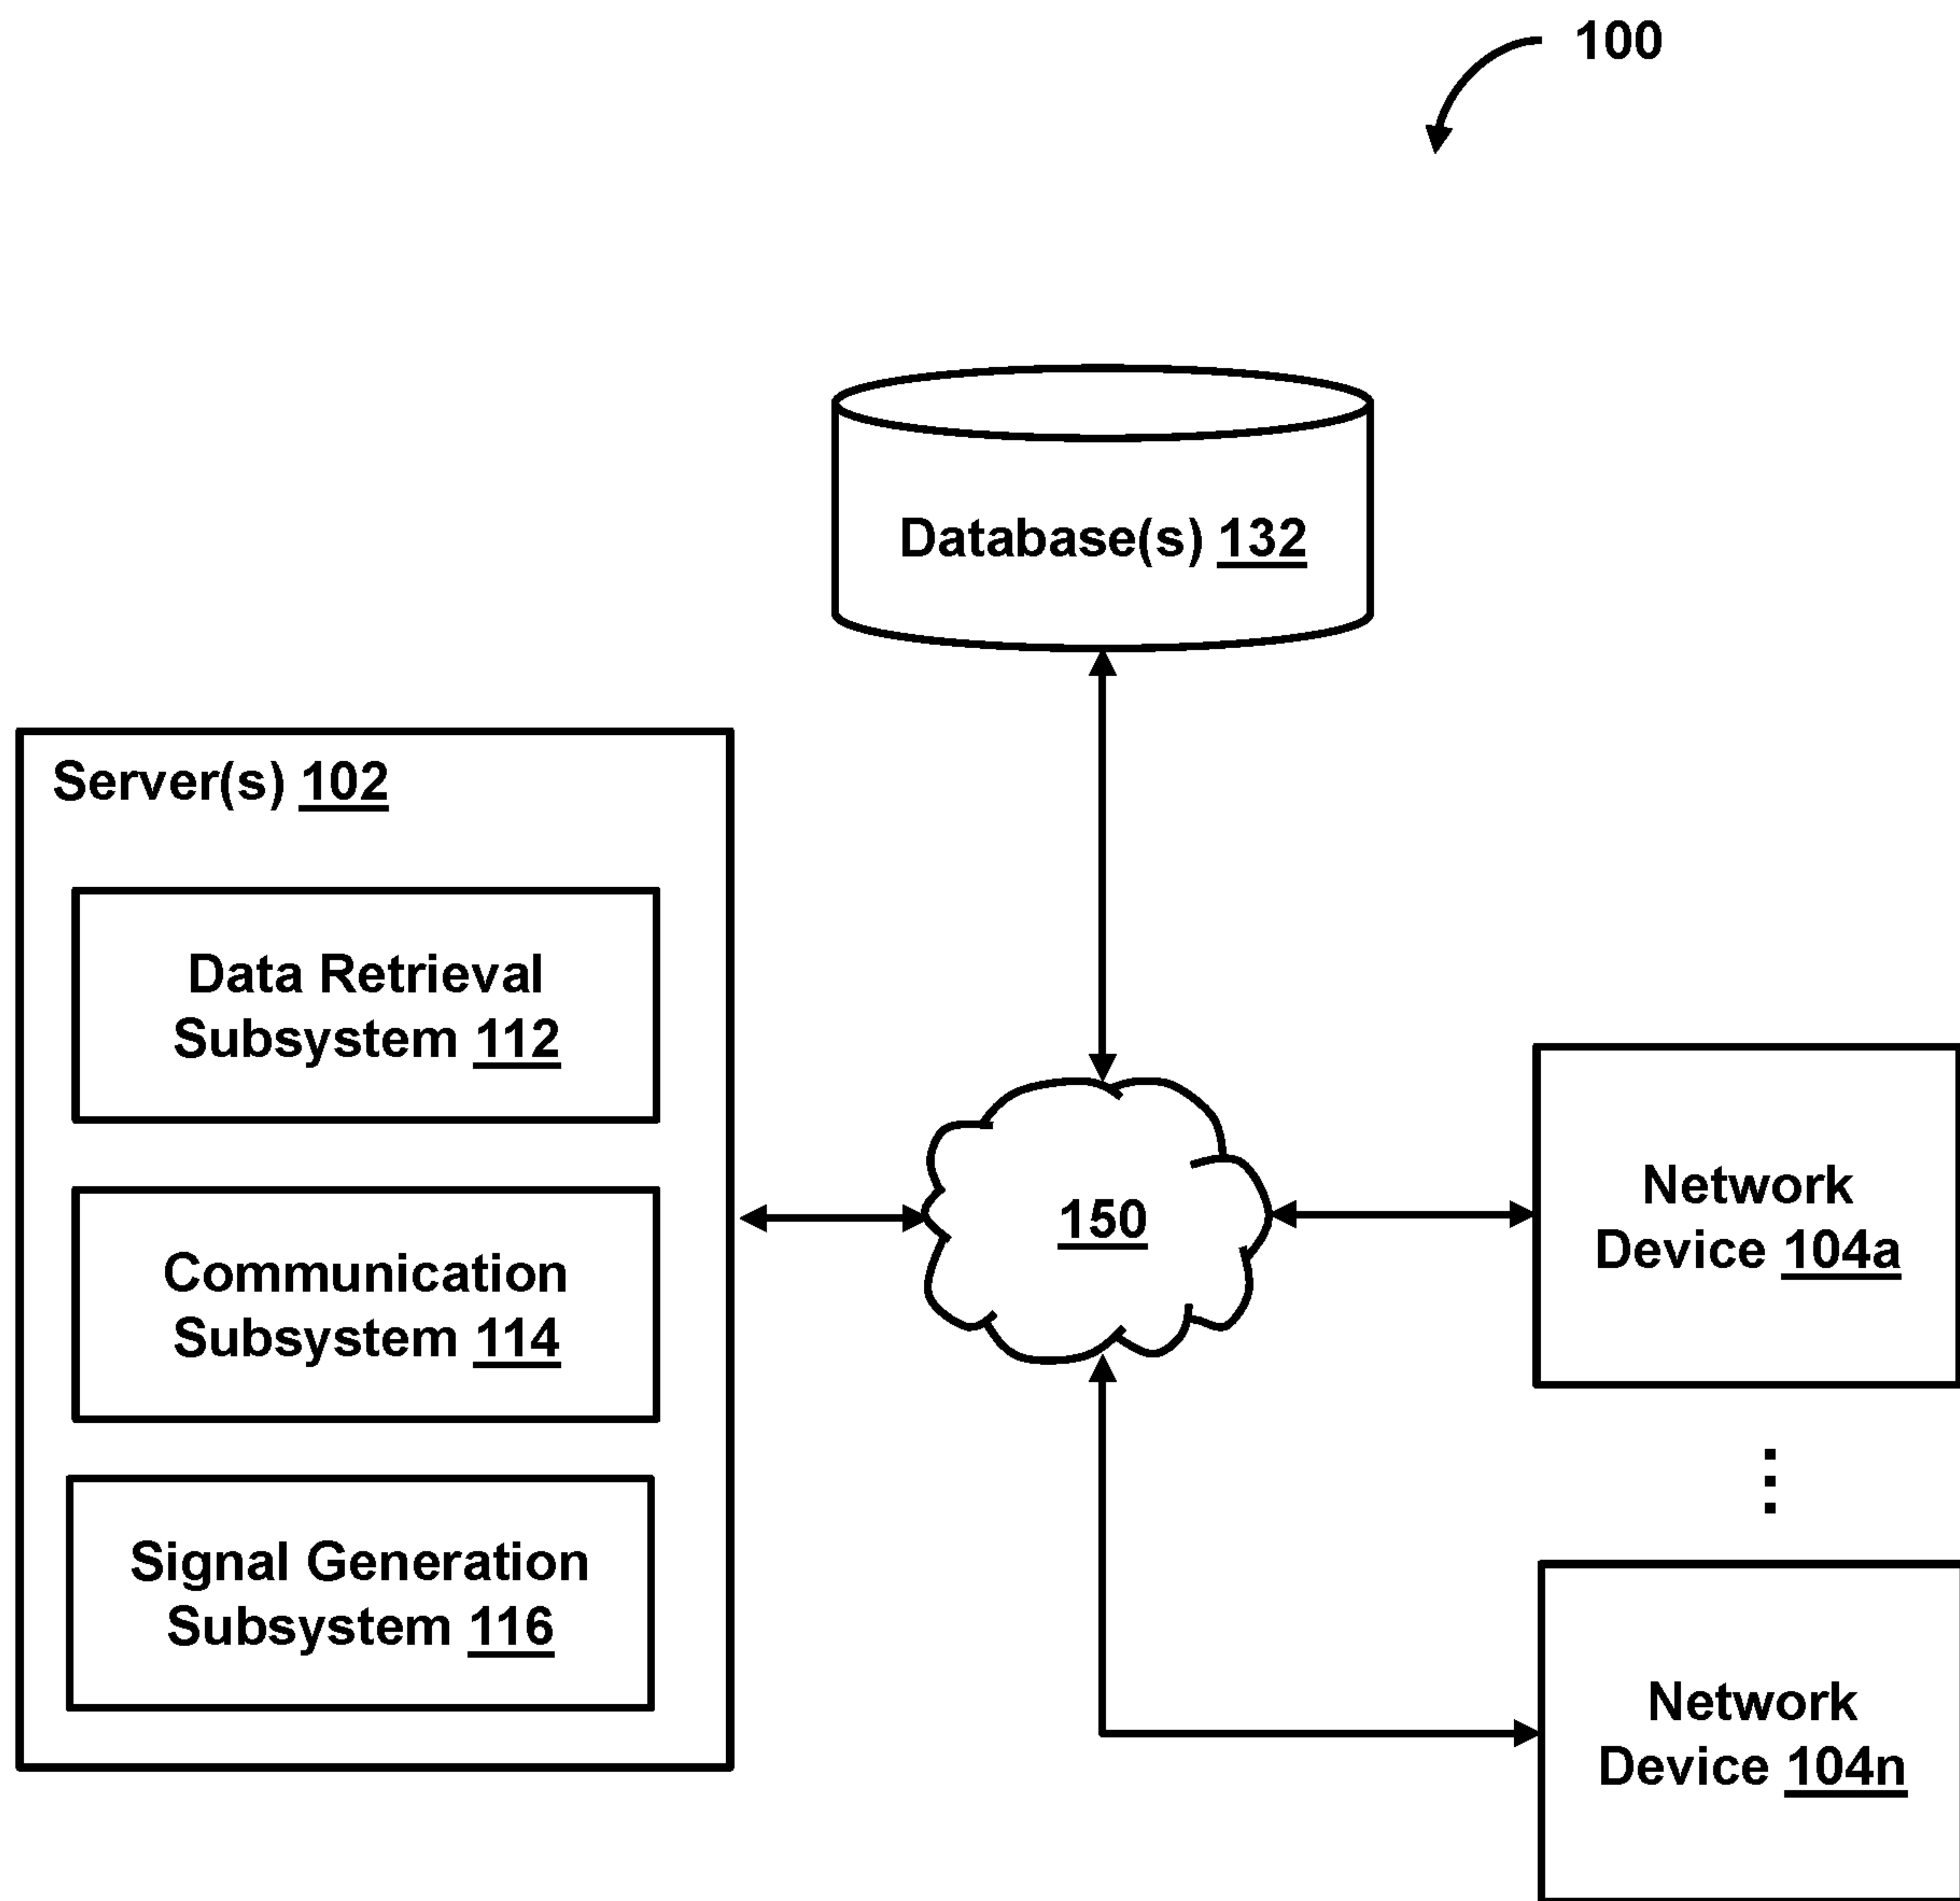 100
Database(s) 132
Server(s) 102
Data Retrieval
Subsystem 112
Communication
Subsystem 114
Signal Generation
Subsystem 116
150
Network
Device 104a
Network
Device 104n